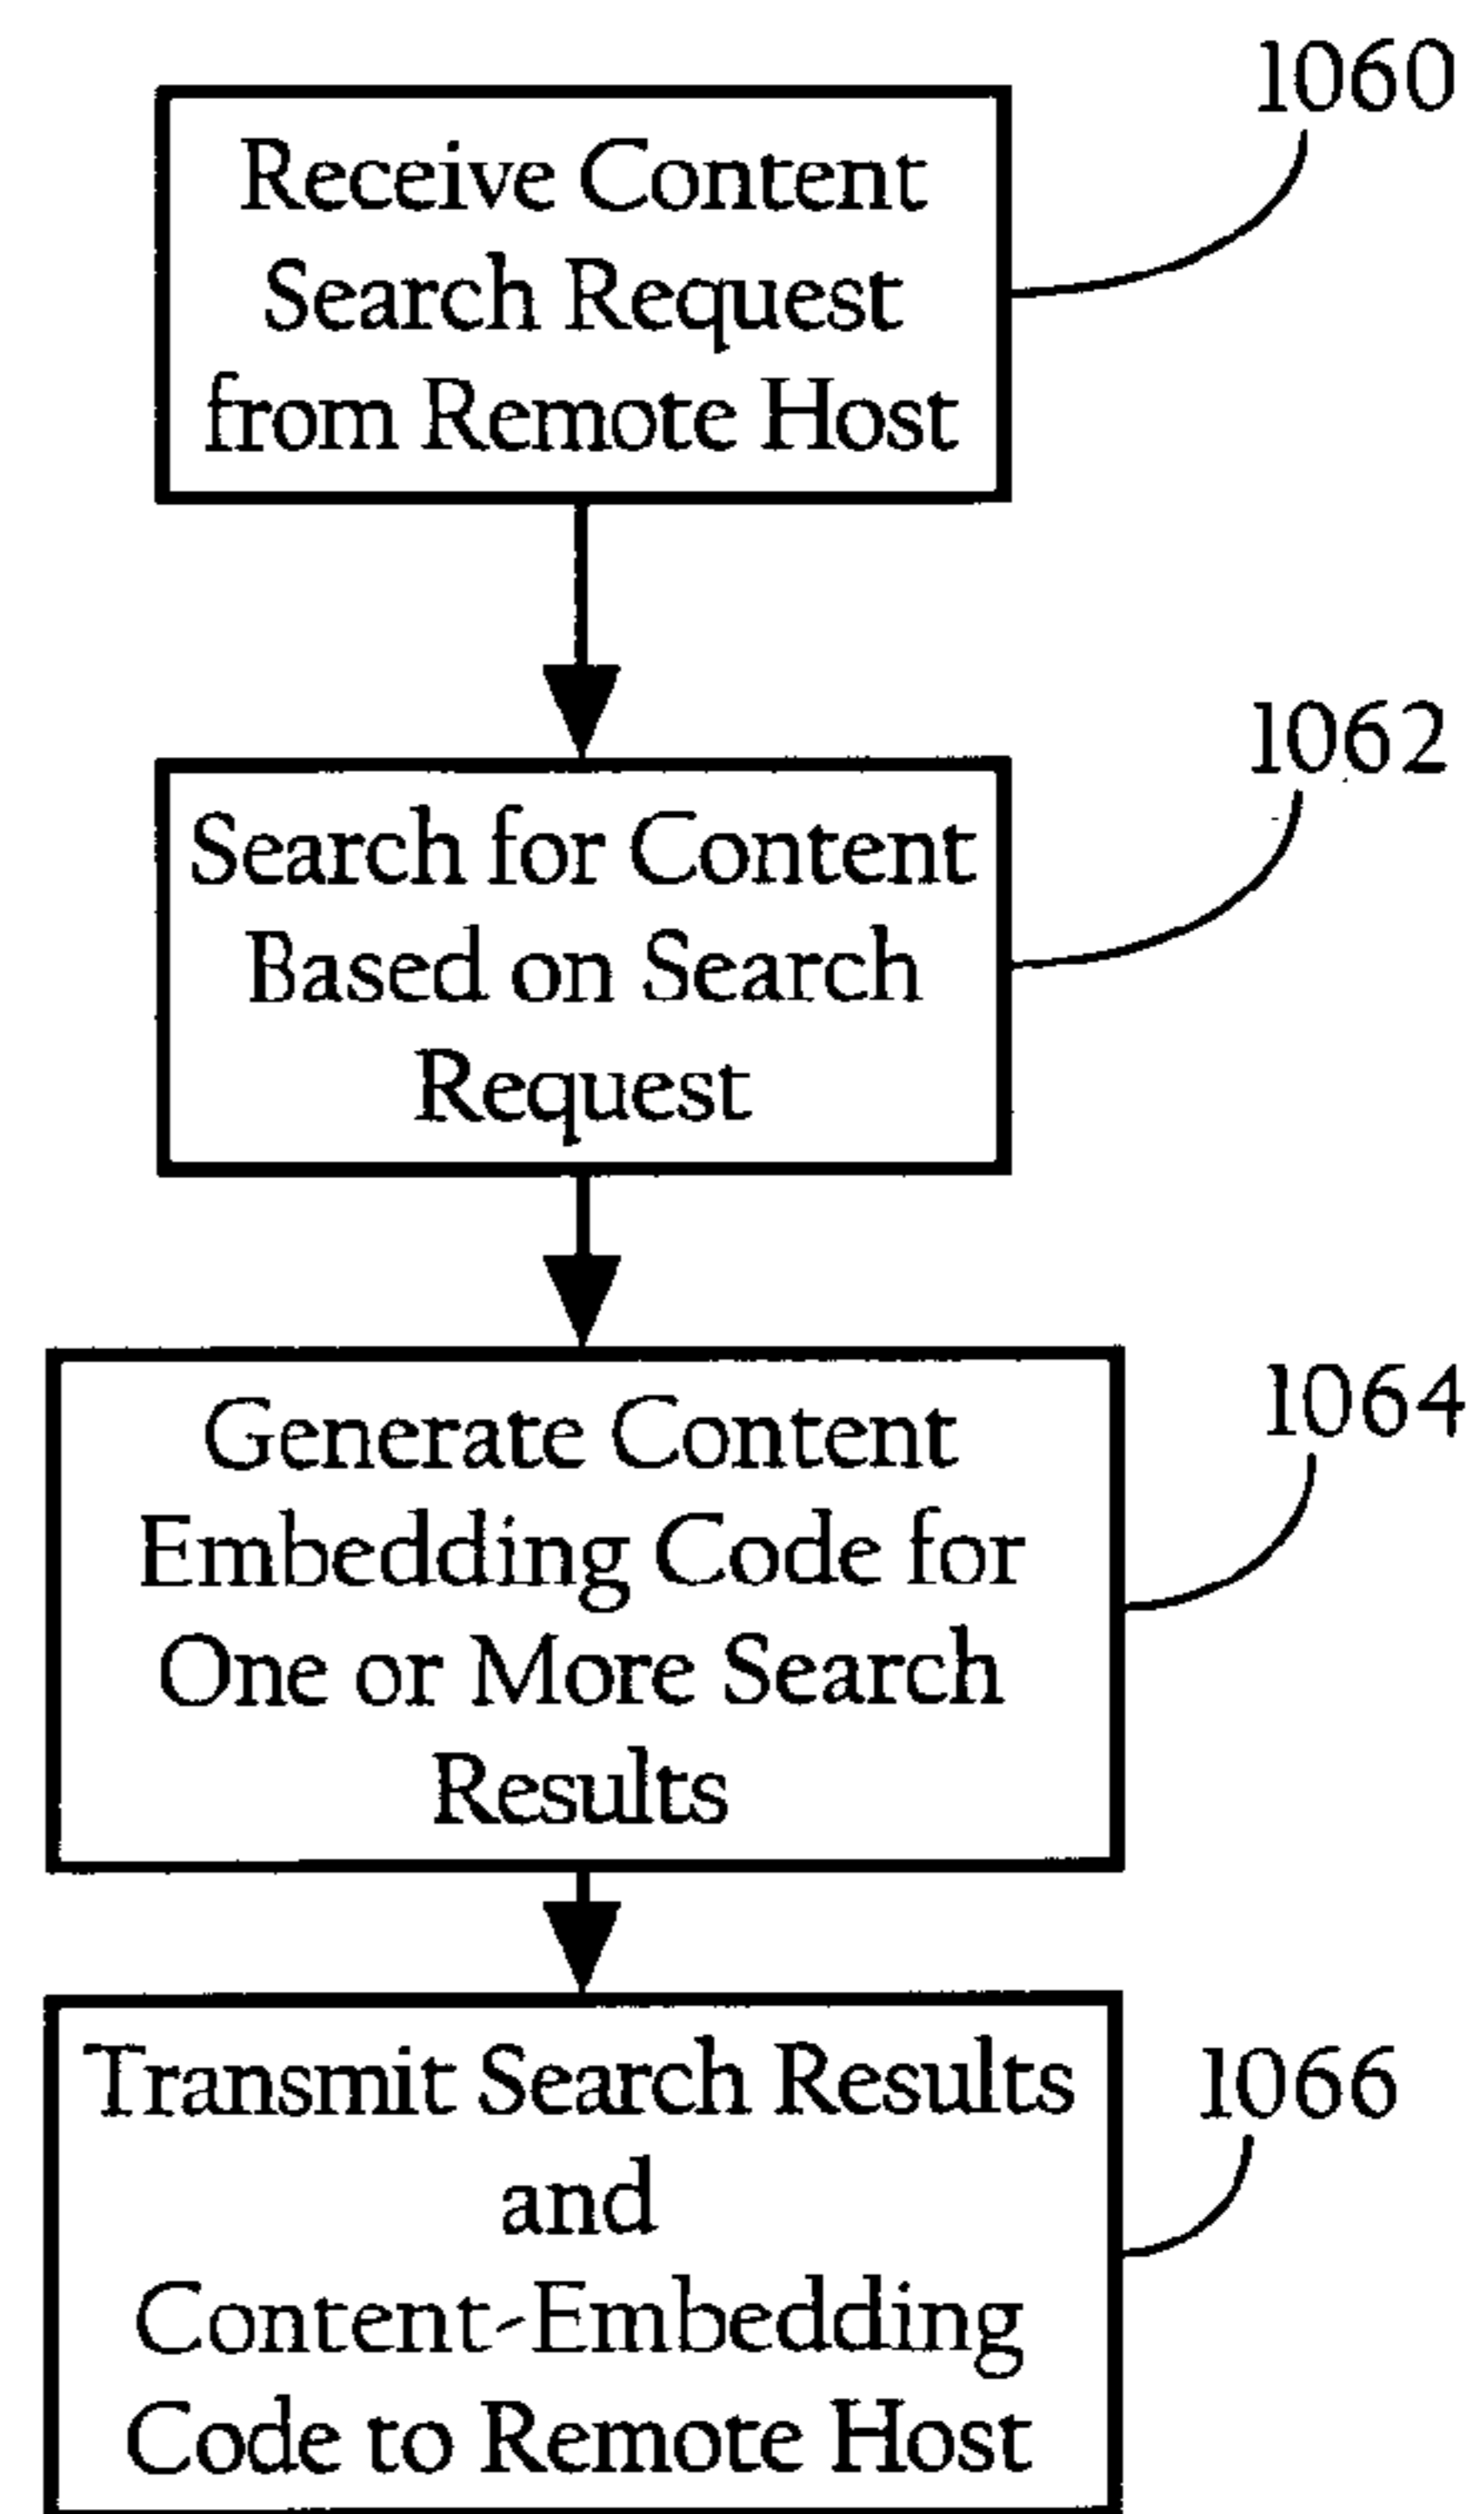 1060
Receive Content
Search Request
from Remote Host
1062
Search for Content
Based on Search
Request
1064
Generate Content
Embedding Code for
One or More Search
Results
1066
Transmit Search Results
and
Content-Embedding
Code to Remote Host